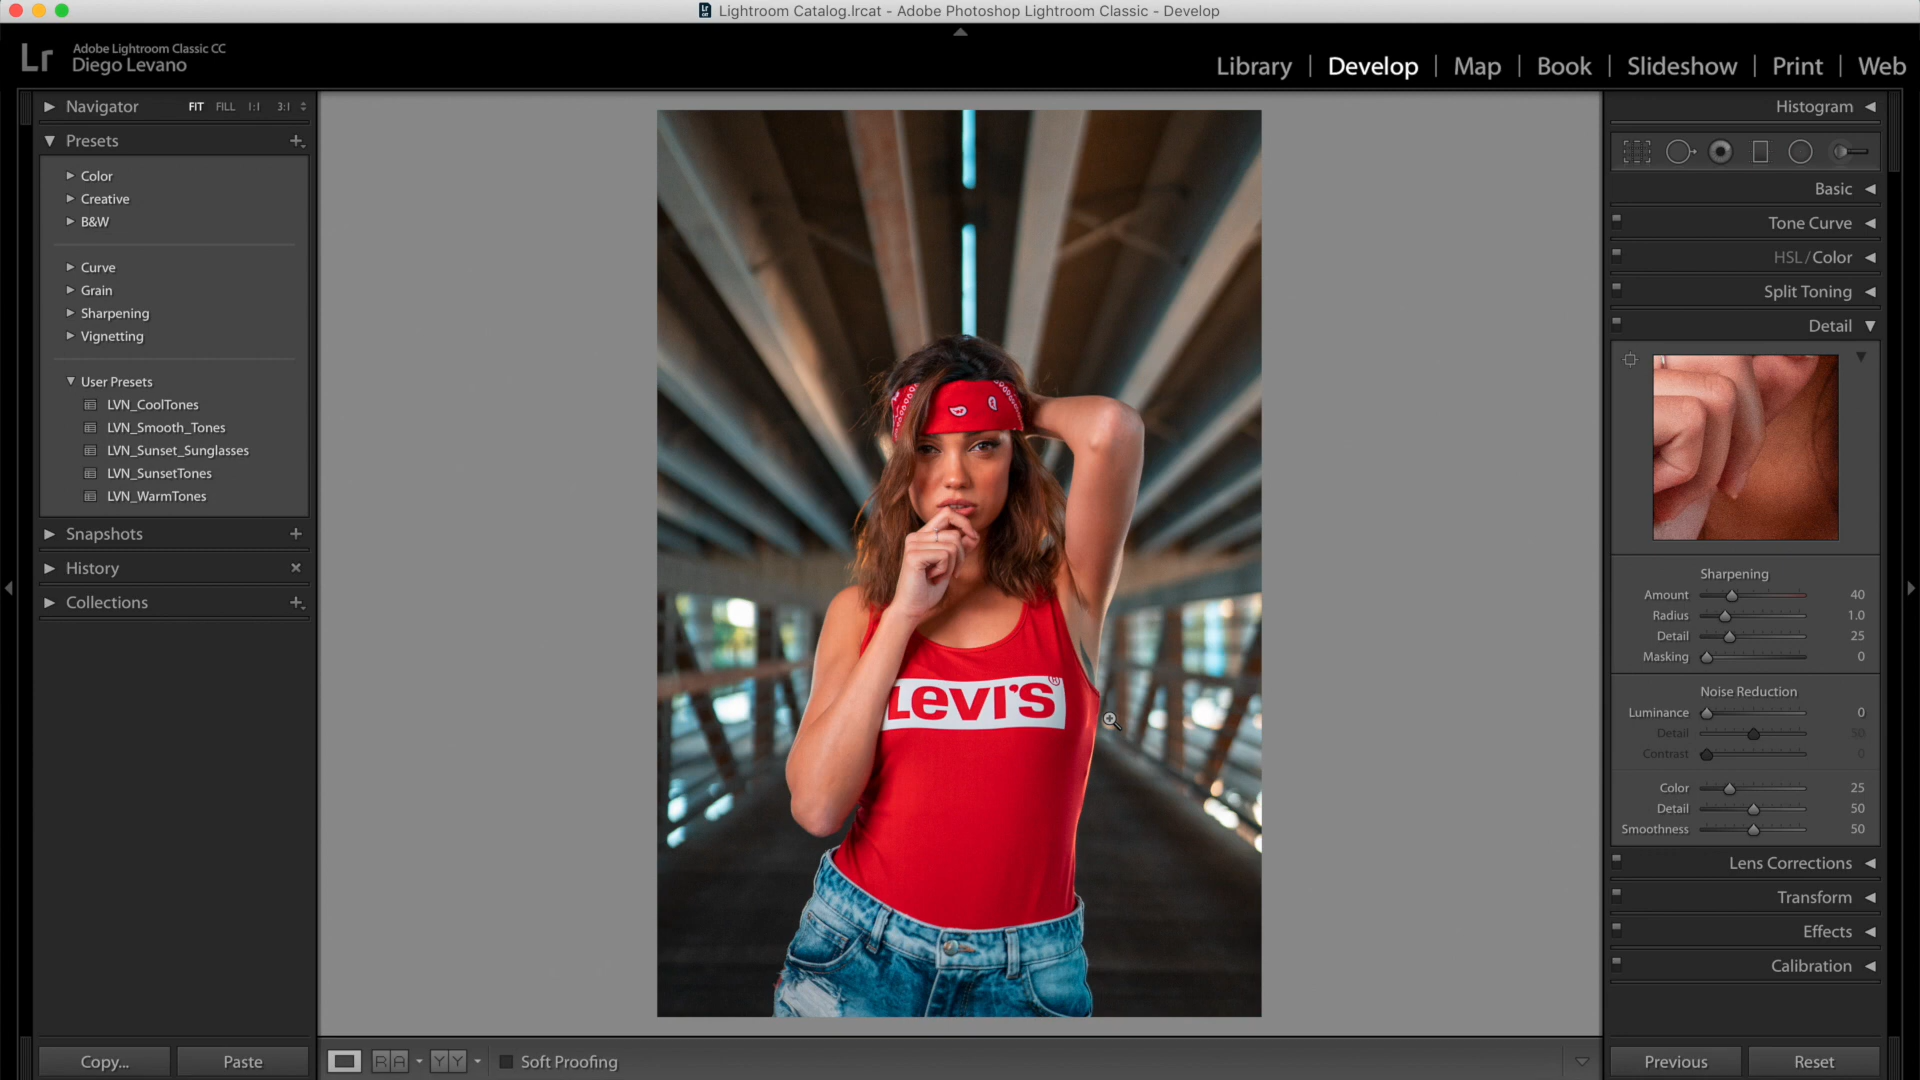 Lightroom Catalog.lrcat - Adobe Photoshop Lightroom Classic - Develop
Lr
Adobe Lightroom Classic CC
Diego Levano
Library | Develop | Map | Book | Slideshow | Print | Web
Navigator FIT FILL 1:1 3:1
Presets
Color
Creative
B&W
Curve
Grain
Sharpening
Vignetting
User Presets
LVN_CoolTones
LVN_Smooth_Tones
LVN_Sunset_Sunglasses
LVN_SunsetTones
LVN_WarmTones
Snapshots
History
Collections
Copy... Paste
LEVI'S®
RA YY Soft Proofing
Histogram
Basic
Tone Curve
HSL / Color
Split Toning
Detail
Sharpening
Amount 40
Radius 1.0
Detail 25
Masking 0
Noise Reduction
Luminance 0
Detail 50
Contrast 0
Color 25
Detail 50
Smoothness 50
Lens Corrections
Transform
Effects
Calibration
Previous Reset